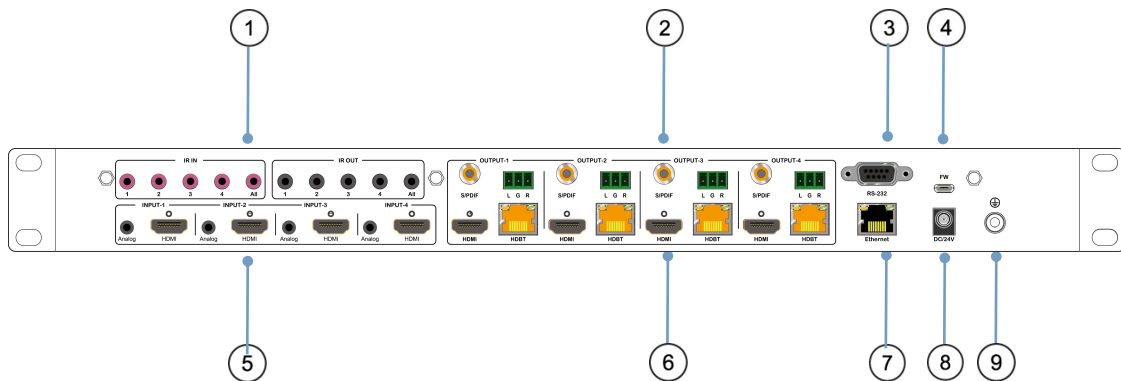 1 2 3 4
IR IN IR OUT OUTPUT-1 OUTPUT-2 OUTPUT-3 OUTPUT-4
FW
1 2 3 4 All 1 2 3 4 All
S/PDIF L G R S/PDIF L G R S/PDIF L G R S/PDIF L G R
RS-232
INPUT-1 INPUT-2 INPUT-3 INPUT-4
Analog HDMI Analog HDMI Analog HDMI Analog HDMI
HDMI HDBT HDMI HDBT HDMI HDBT HDMI HDBT
Ethernet DC/24V
5 6 7 8 9